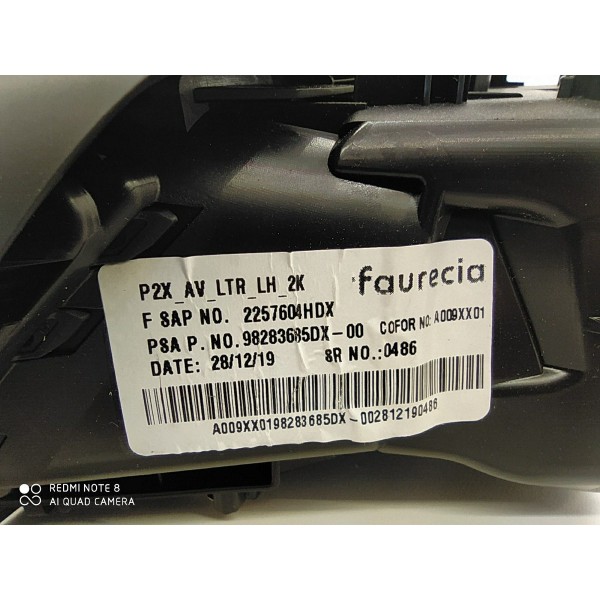 P2X_AV_LTR_LH_2K
faurecia
F SAP NO. 2257604HDX
PSA P. NO. 98283685DX-00 COFOR NO: A009XX01
DATE: 28/12/19 SR NO.:0486
A009XX0198283685DX-002812190486
REDMI NOTE 8
AI QUAD CAMERA